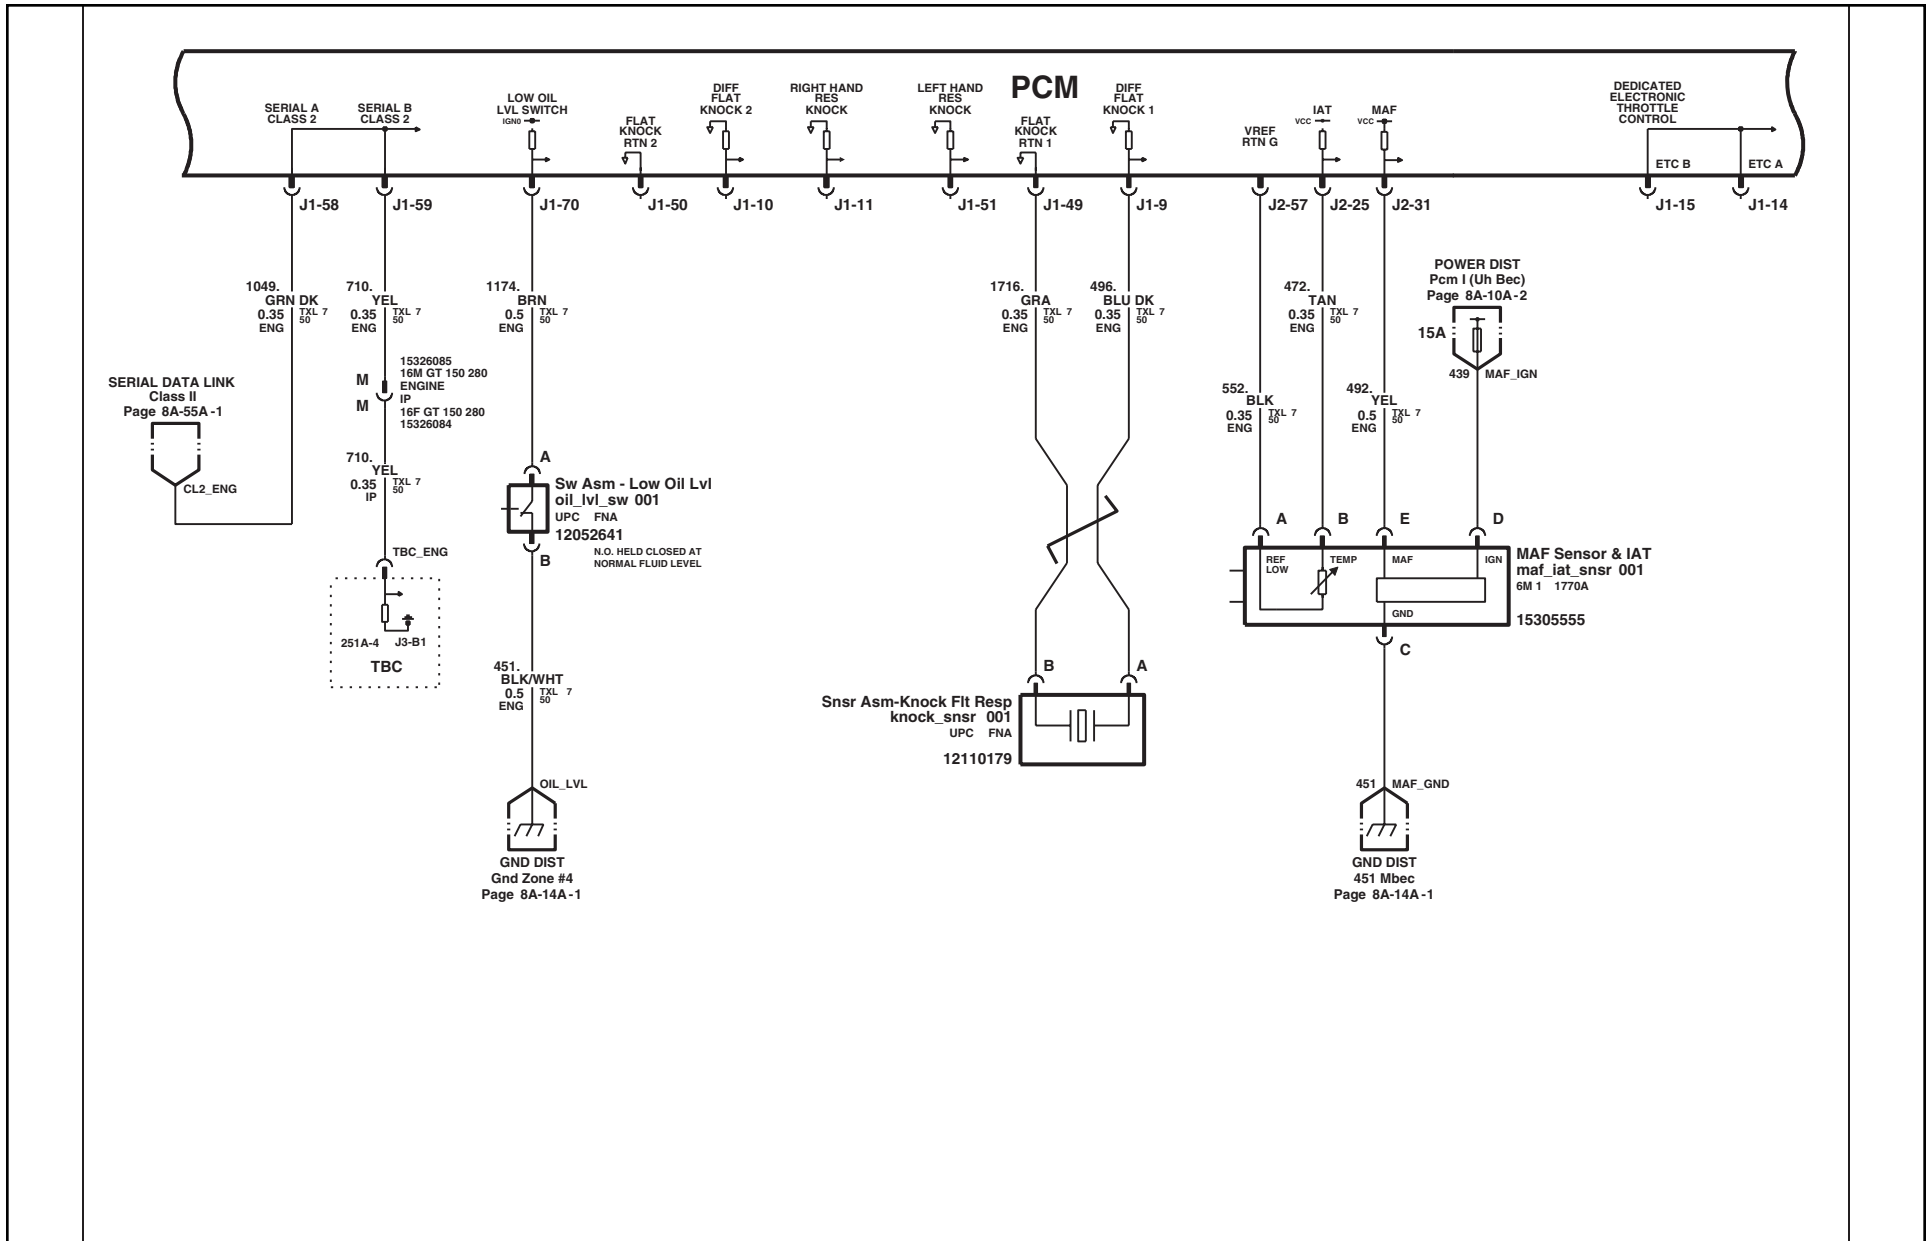 PCM
SERIAL A
CLASS 2
SERIAL B
CLASS 2
LOW OIL
LVL SWITCH
IGN0
FLAT
KNOCK
RTN 2
DIFF
FLAT
KNOCK 2
RIGHT HAND
RES
KNOCK
LEFT HAND
RES
KNOCK
FLAT
KNOCK
RTN 1
DIFF
FLAT
KNOCK 1
VREF
RTN G
IAT
VCC
MAF
VCC
DEDICATED
ELECTRONIC
THROTTLE
CONTROL
ETC B
ETC A
J1-58
J1-59
J1-70
J1-50
J1-10
J1-11
J1-51
J1-49
J1-9
J2-57
J2-25
J2-31
J1-15
J1-14
1049.
GRN DK
0.35 TXL 7
50
ENG
710.
YEL
0.35 TXL 7
50
ENG
1174.
BRN
0.5 TXL 7
50
ENG
1716.
GRA
0.35 TXL 7
50
ENG
496.
BLU DK
0.35 TXL 7
50
ENG
472.
TAN
0.35 TXL 7
50
ENG
POWER DIST
Pcm I (Uh Bec)
Page 8A-10A-2
15A
439 MAF_IGN
SERIAL DATA LINK
Class II
Page 8A-55A-1
CL2_ENG
M
M
15326085
16M GT 150 280
ENGINE
IP
16F GT 150 280
15326084
552.
BLK
0.35 TXL 7
50
ENG
492.
YEL
0.5 TXL 7
50
ENG
710.
YEL
0.35 TXL 7
50
IP
A
Sw Asm - Low Oil Lvl
oil_lvl_sw 001
UPC FNA
12052641
B
N.O. HELD CLOSED AT
NORMAL FLUID LEVEL
TBC_ENG
251A-4 J3-B1
TBC
A
B
E
D
REF
LOW
TEMP
MAF
IGN
GND
MAF Sensor & IAT
maf_iat_snsr 001
6M 1 1770A
15305555
C
451.
BLK/WHT
0.5 TXL 7
50
ENG
B
A
Snsr Asm-Knock Flt Resp
knock_snsr 001
UPC FNA
12110179
OIL_LVL
GND DIST
Gnd Zone #4
Page 8A-14A-1
451 MAF_GND
GND DIST
451 Mbec
Page 8A-14A-1